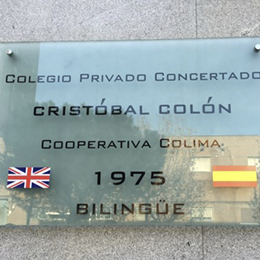 COLEGIO PRIVADO CONCERTADO
CRISTÓBAL COLÓN
COOPERATIVA COLIMA
1975
BILINGÜE